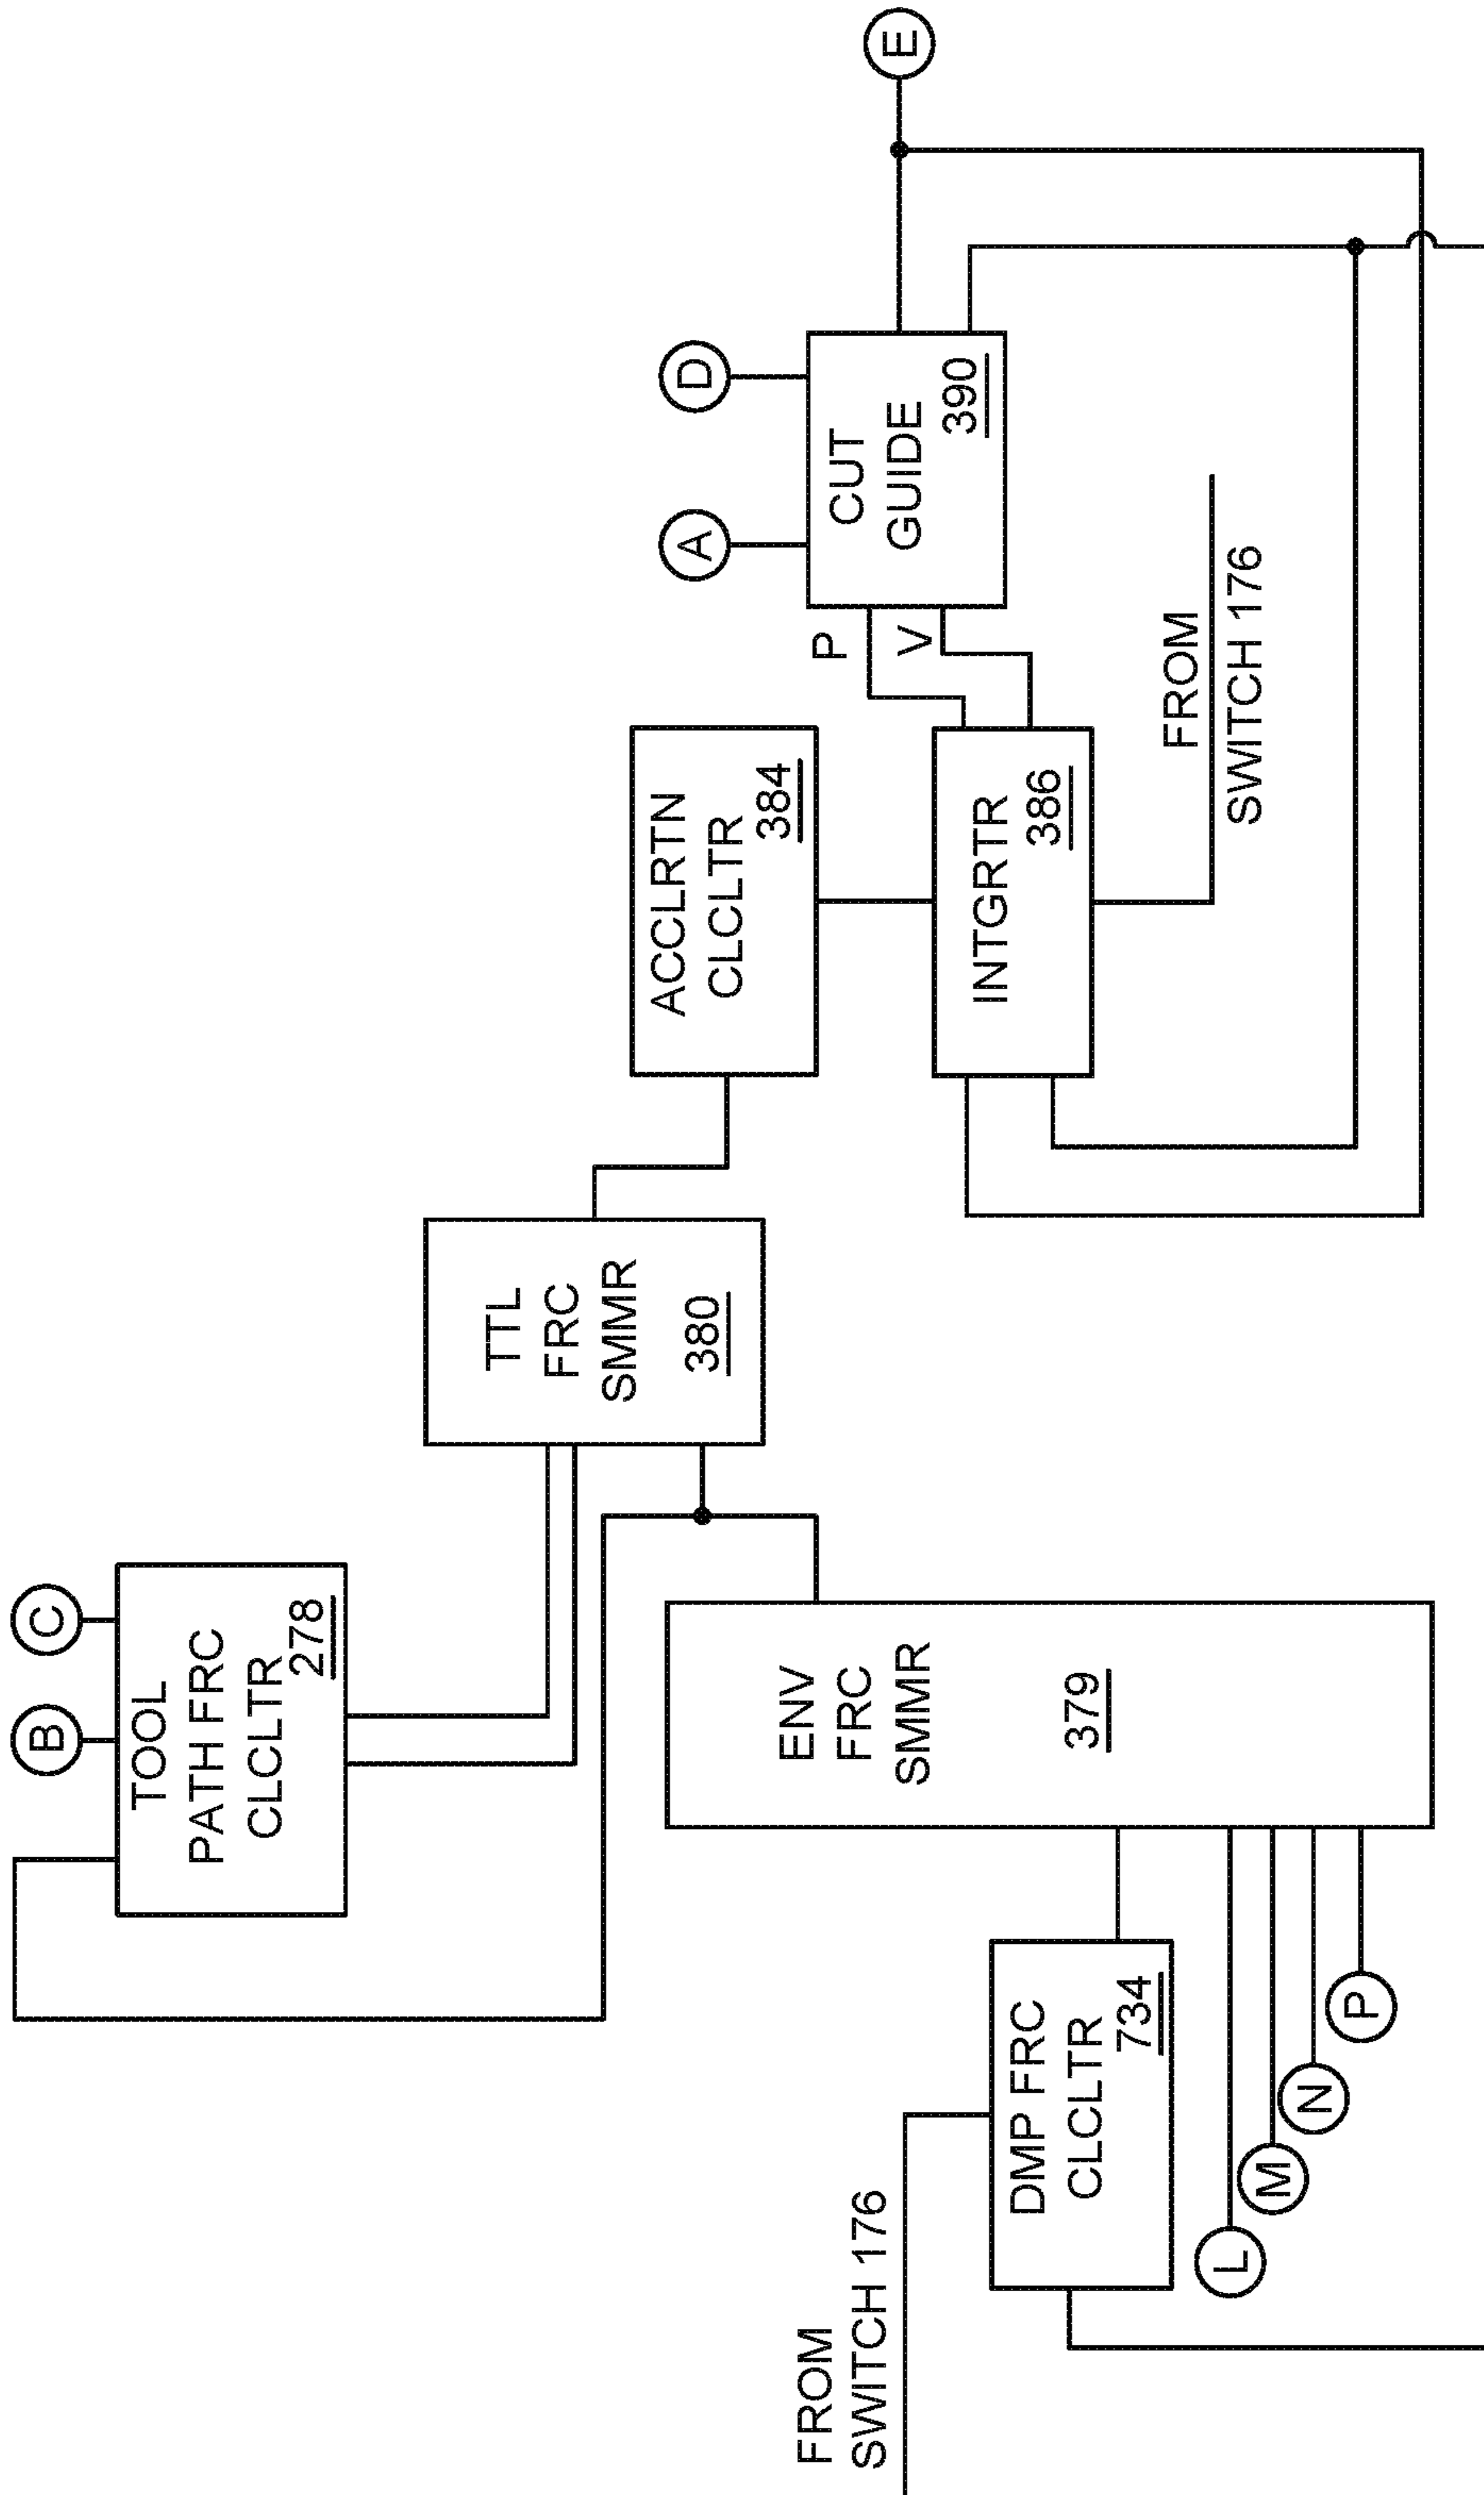 B
C
TOOL
PATH FRC
CLCLTR
278
TTL
FRC
SMMR
380
ACCLRTN
CLCLTR
384
A
D
E
P
V
CUT
GUIDE
390
INTGRTR
386
FROM
SWITCH 176
ENV
FRC
SMMR
379
FROM
SWITCH 176
DMP FRC
CLCLTR
734
L
M
N
P